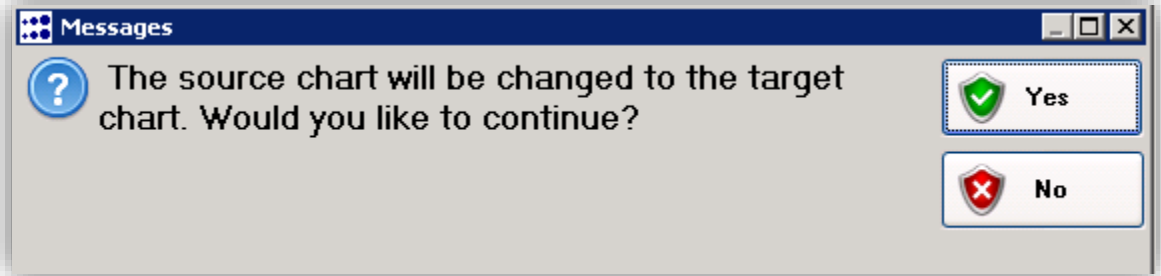 Messages
The source chart will be changed to the target
chart. Would you like to continue?
Yes
No